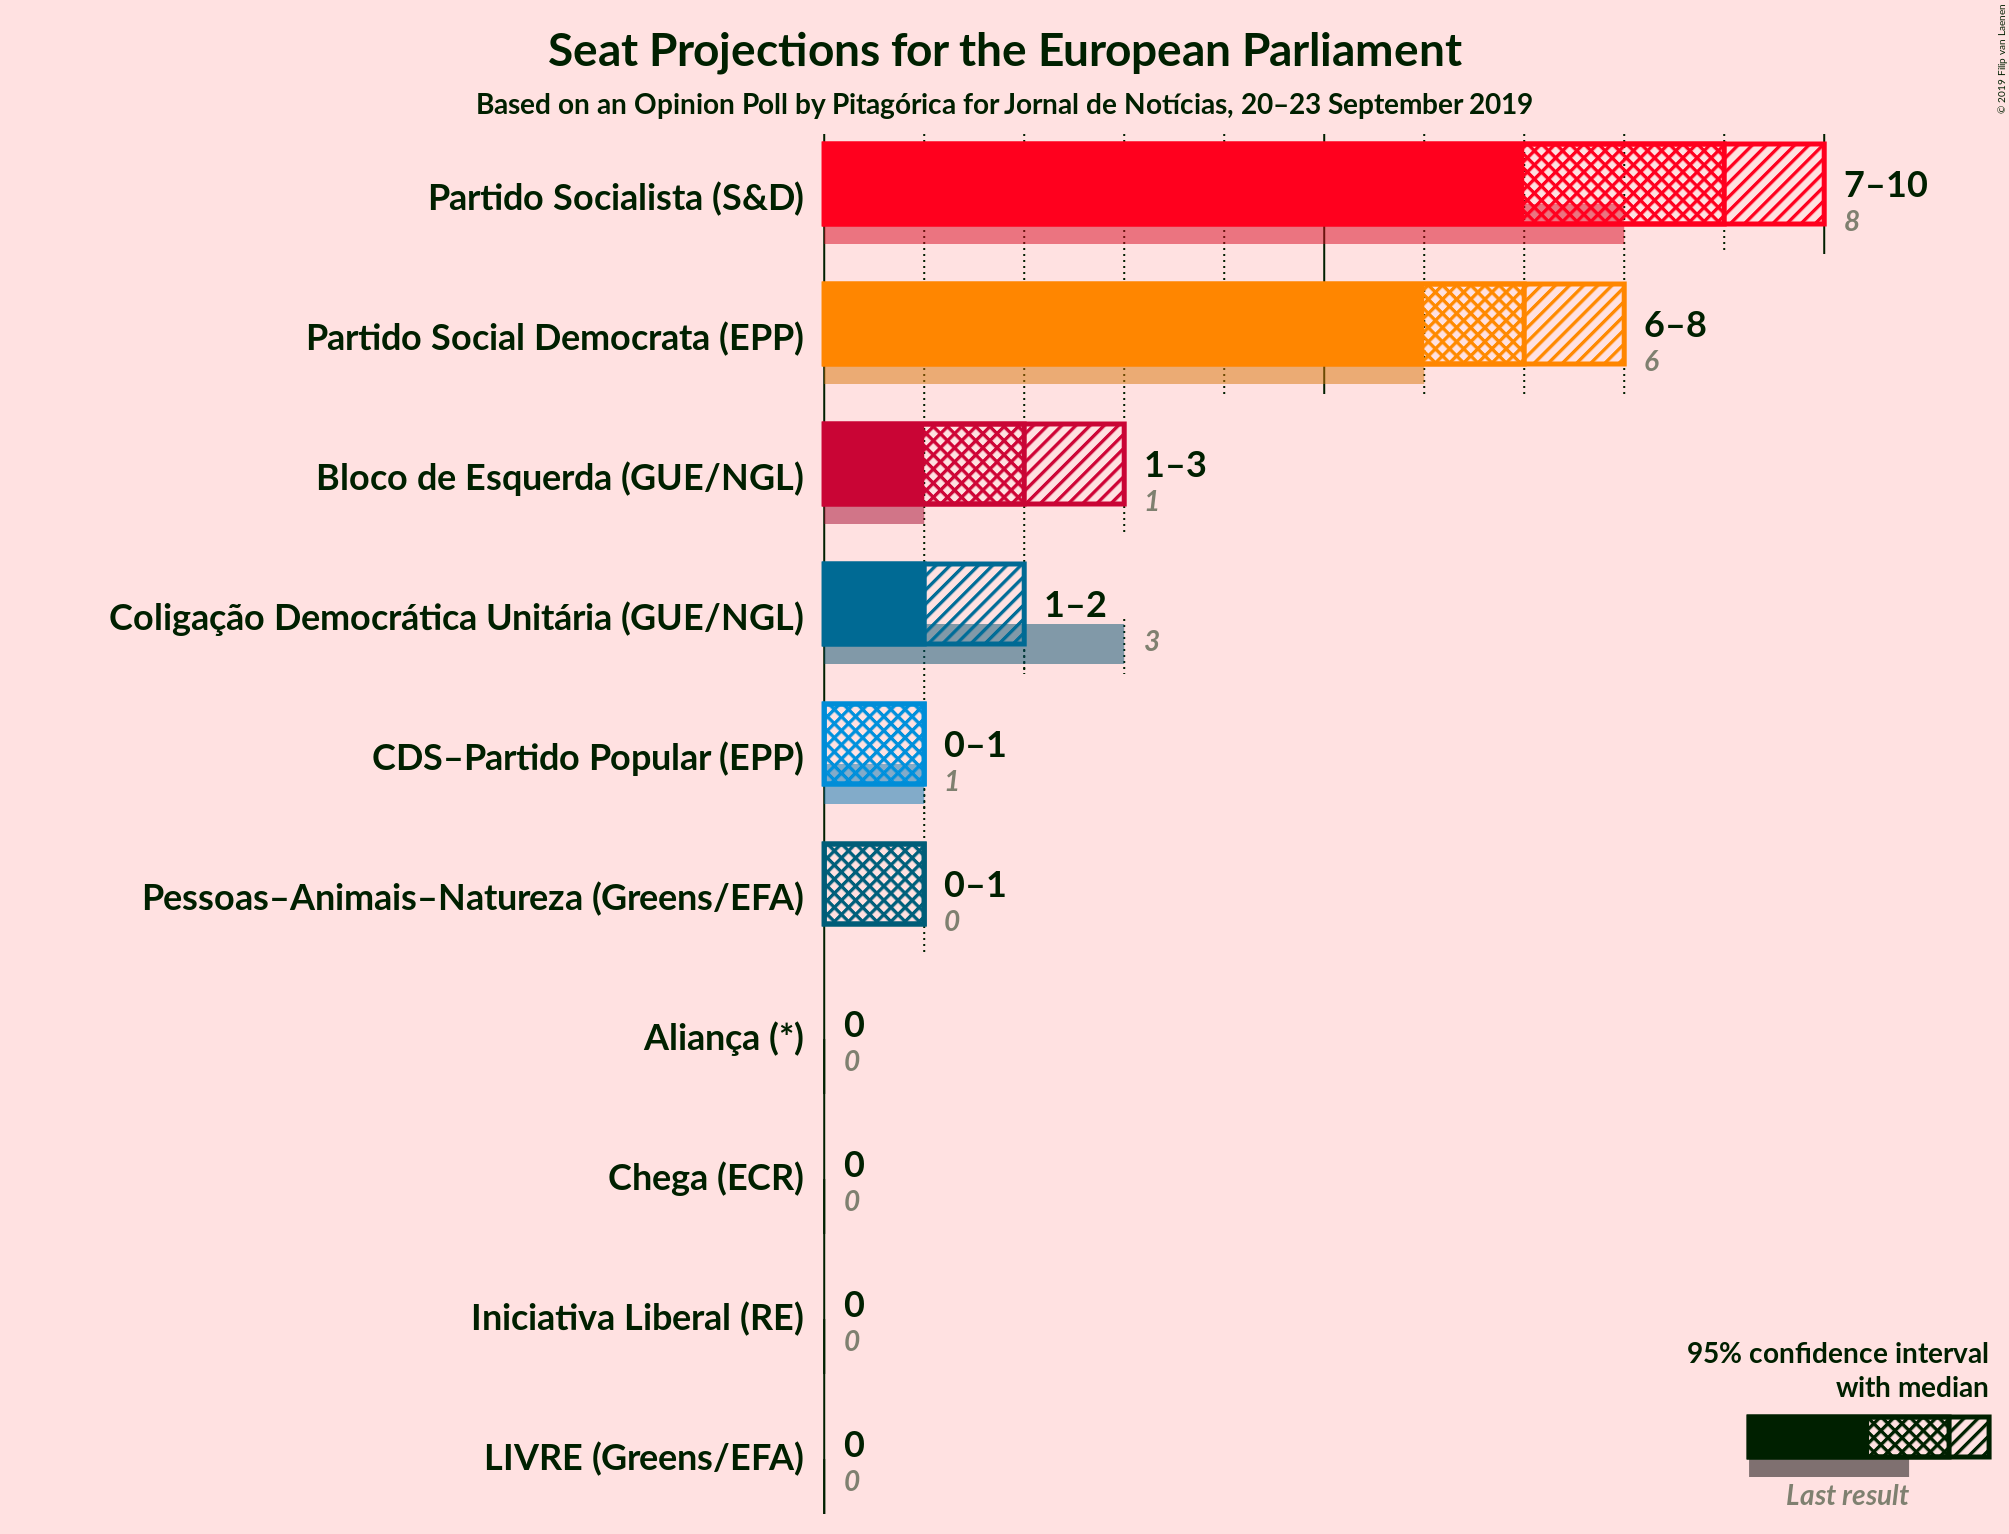 Seat Projections for the European Parliament
Based on an Opinion Poll by Pitagórica for Jornal de Notícias, 20–23 September 2019
© 2019 Filip van Laenen
Partido Socialista (S&D)
7–10
8
Partido Social Democrata (EPP)
6–8
6
Bloco de Esquerda (GUE/NGL)
1–3
1
Coligação Democrática Unitária (GUE/NGL)
1–2
3
CDS–Partido Popular (EPP)
0–1
1
Pessoas–Animais–Natureza (Greens/EFA)
0–1
0
Aliança (*)
0
0
Chega (ECR)
0
0
Iniciativa Liberal (RE)
0
0
LIVRE (Greens/EFA)
0
0
95% confidence interval
with median
Last result